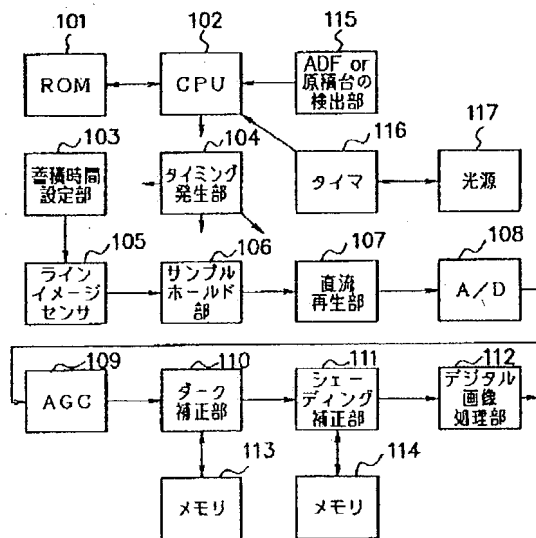 101
102
115
ROM
CPU
ADF or
原稿台の
検出部
103
104
116
117
蓄積時間
設定部
タイミング
発生部
タイマ
光源
105
106
107
108
ライン
イメージ
センサ
サンプル
ホールド
部
直流
再生部
A/D
109
110
111
112
AGC
ダーク
補正部
シェー
ディング
補正部
デジタル
画像
処理部
113
114
メモリ
メモリ